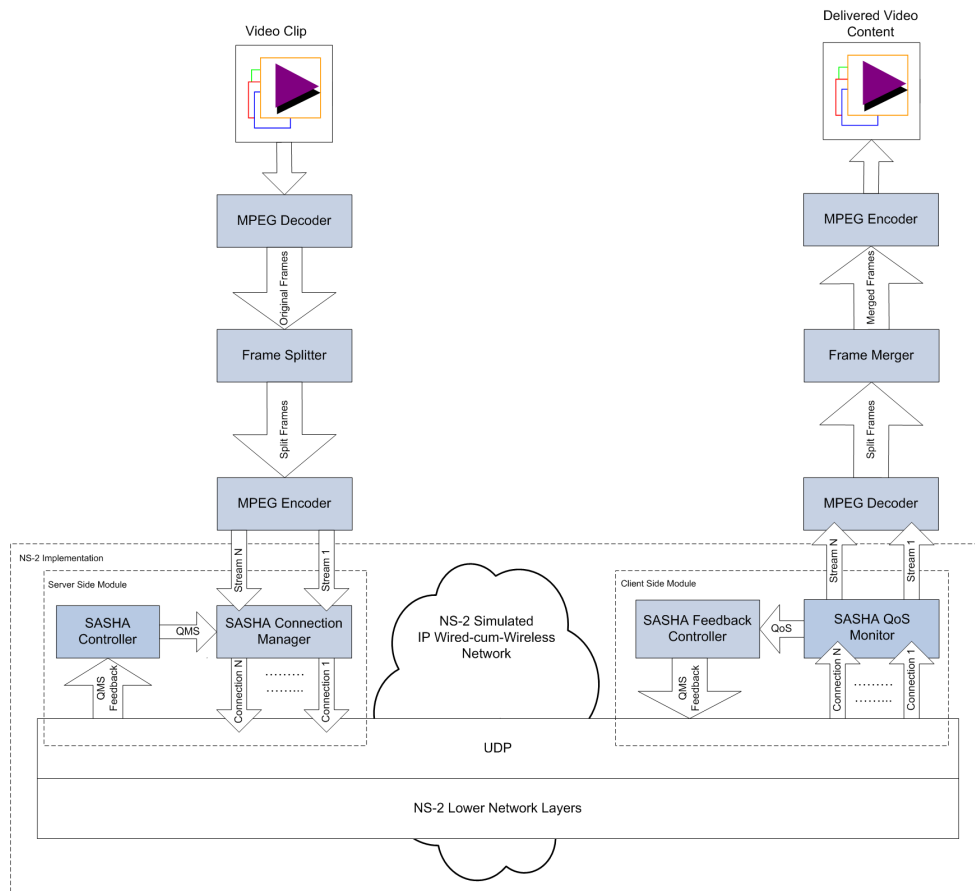 Video Clip
Delivered Video
Content
MPEG Decoder
MPEG Encoder
Original Frames
Merged Frames
Frame Splitter
Frame Merger
Split Frames
Split Frames
MPEG Encoder
MPEG Decoder
NS-2 Implementation
Stream N
Stream 1
Stream N
Stream 1
Server Side Module
Client Side Module
SASHA
Controller
QMS
SASHA Connection
Manager
NS-2 Simulated
IP Wired-cum-Wireless
Network
SASHA Feedback
Controller
QoS
SASHA QoS
Monitor
QMS
Feedback
Connection N
.........
.........
Connection 1
QMS
Feedback
Connection N
.........
.........
Connection 1
UDP
NS-2 Lower Network Layers